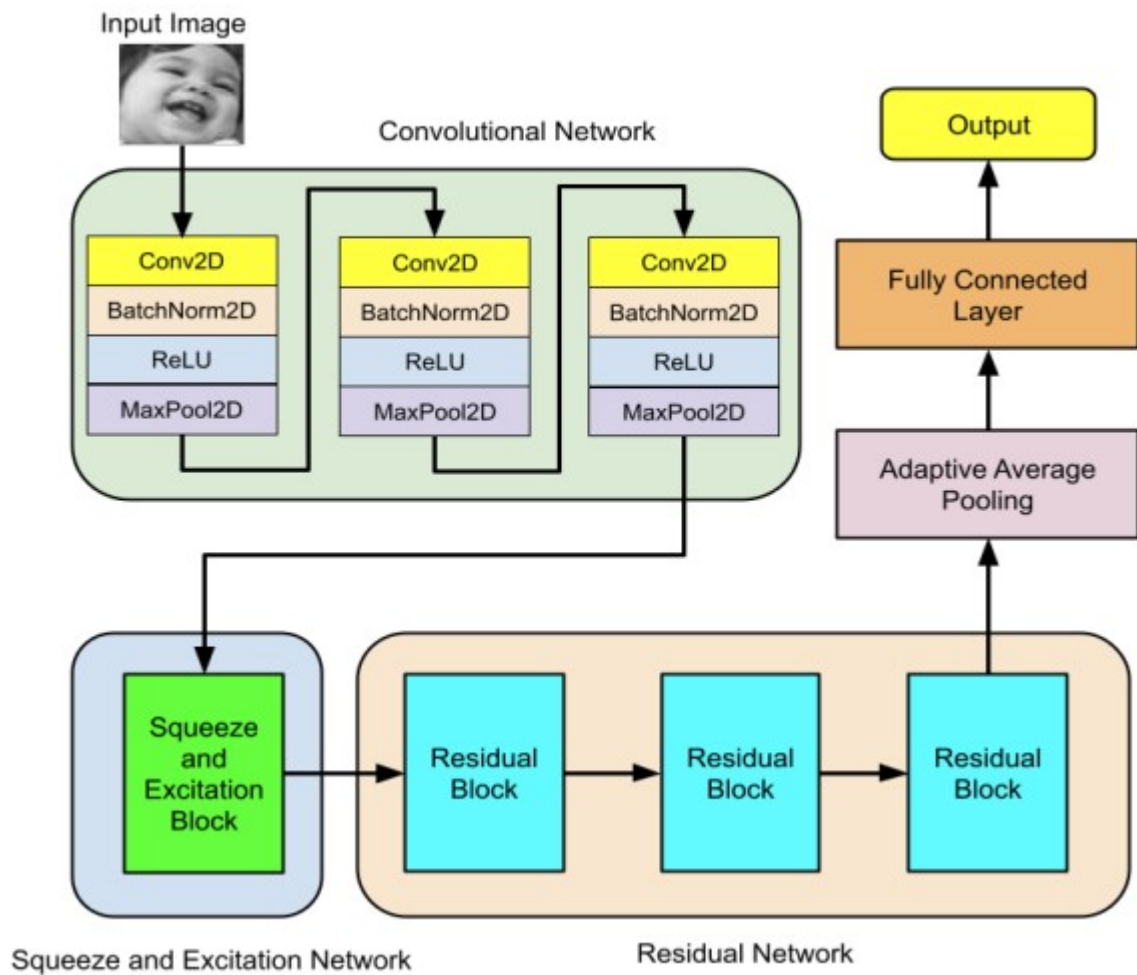 Input Image
Convolutional Network
Conv2D
BatchNorm2D
ReLU
MaxPool2D
Conv2D
BatchNorm2D
ReLU
MaxPool2D
Conv2D
BatchNorm2D
ReLU
MaxPool2D
Squeeze
and
Excitation
Block
Squeeze and Excitation Network
Residual
Block
Residual
Block
Residual
Block
Residual Network
Adaptive Average
Pooling
Fully Connected
Layer
Output